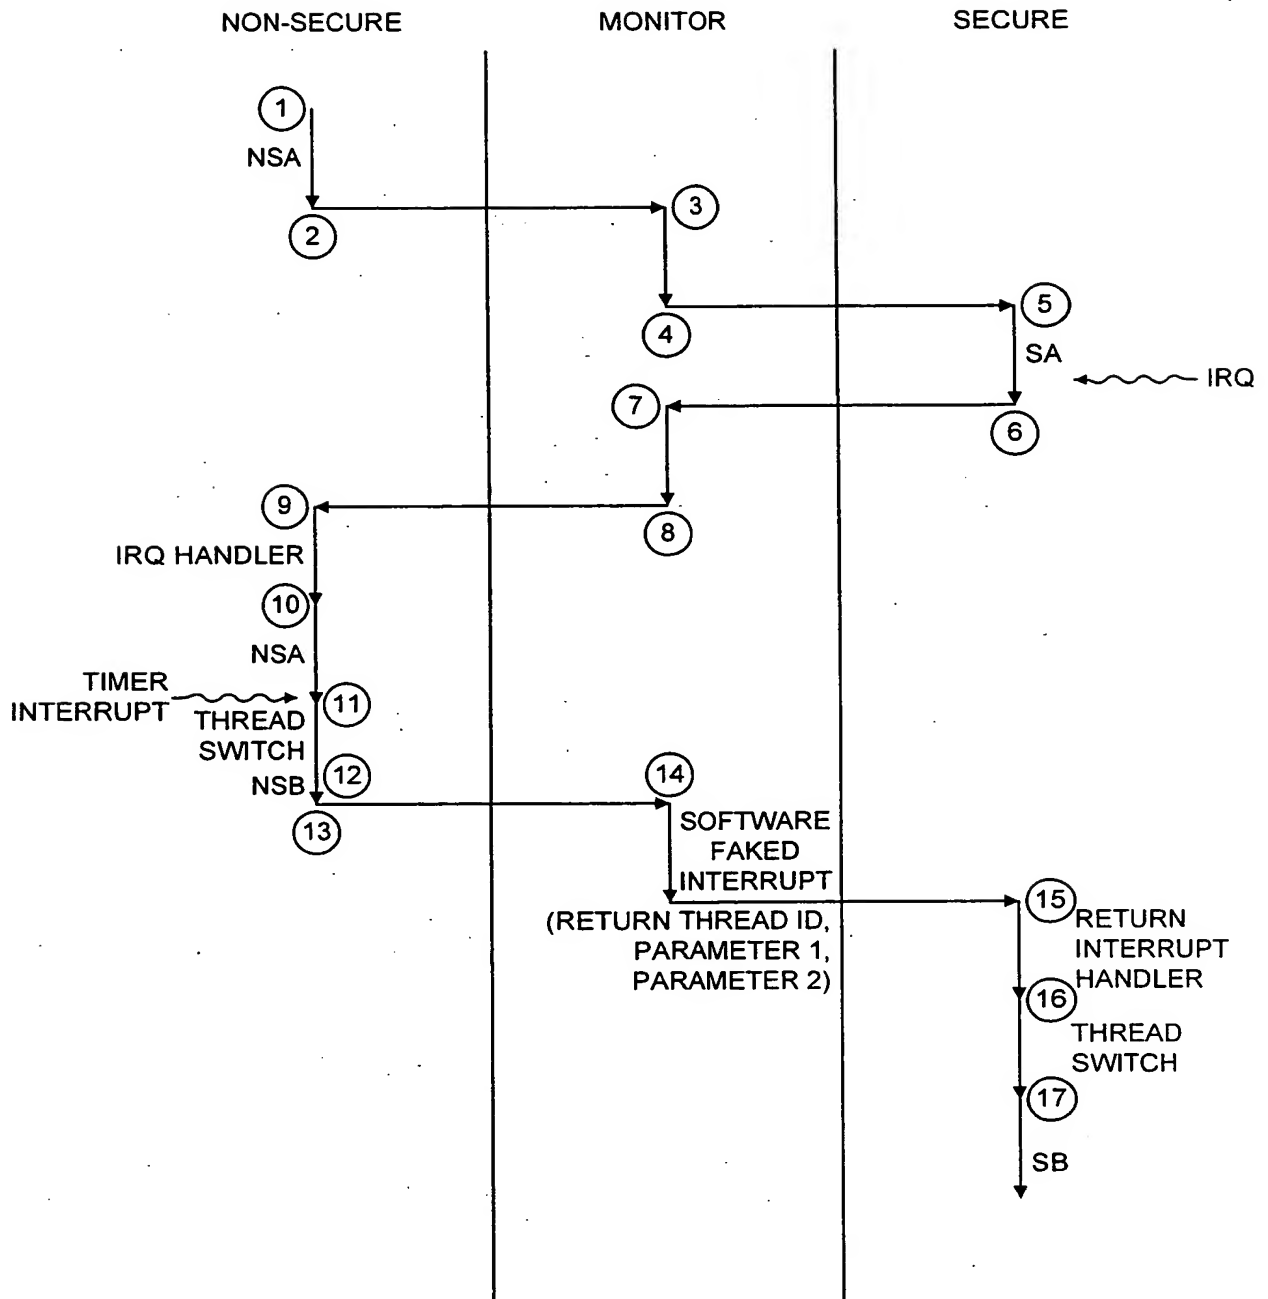 NON-SECURE
MONITOR
SECURE
1
NSA
2
3
4
5
SA
IRQ
6
7
8
9
IRQ HANDLER
10
NSA
TIMER
INTERRUPT
11
THREAD
SWITCH
12
NSB
13
14
SOFTWARE
FAKED
INTERRUPT
(RETURN THREAD ID,
PARAMETER 1,
PARAMETER 2)
15
RETURN
INTERRUPT
HANDLER
16
THREAD
SWITCH
17
SB